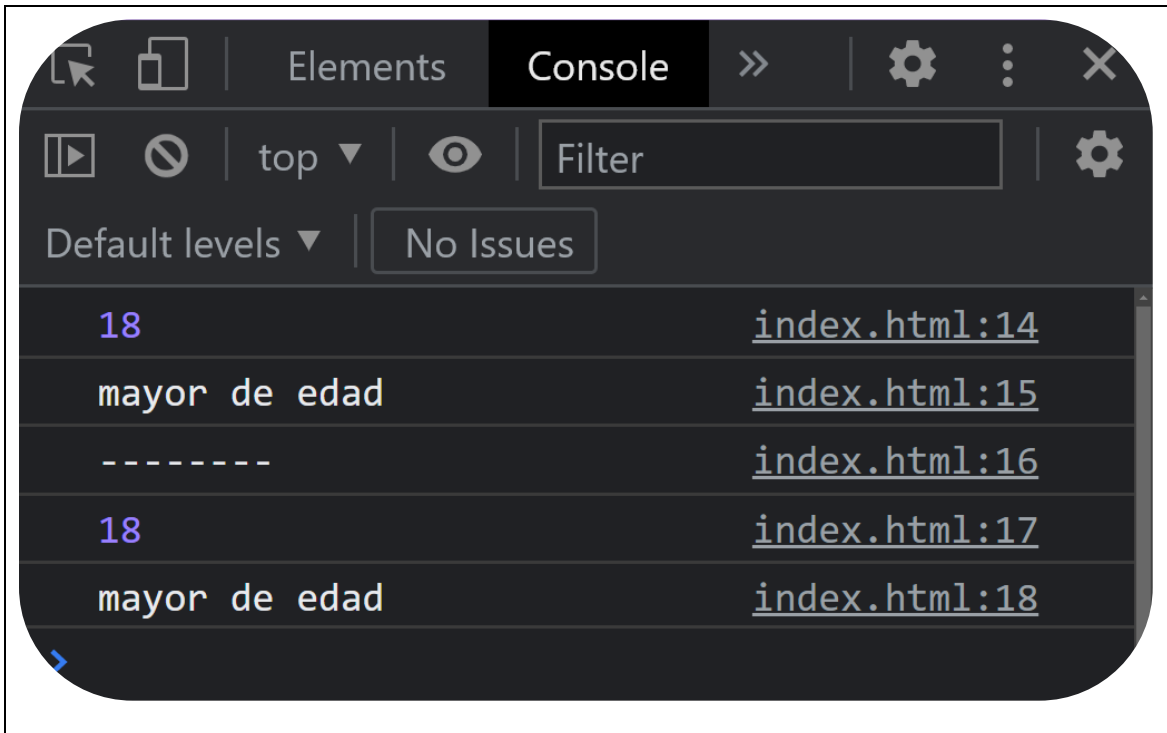 Elements Console
top Filter
Default levels No Issues
18 index.html:14
mayor de edad index.html:15
-------- index.html:16
18 index.html:17
mayor de edad index.html:18